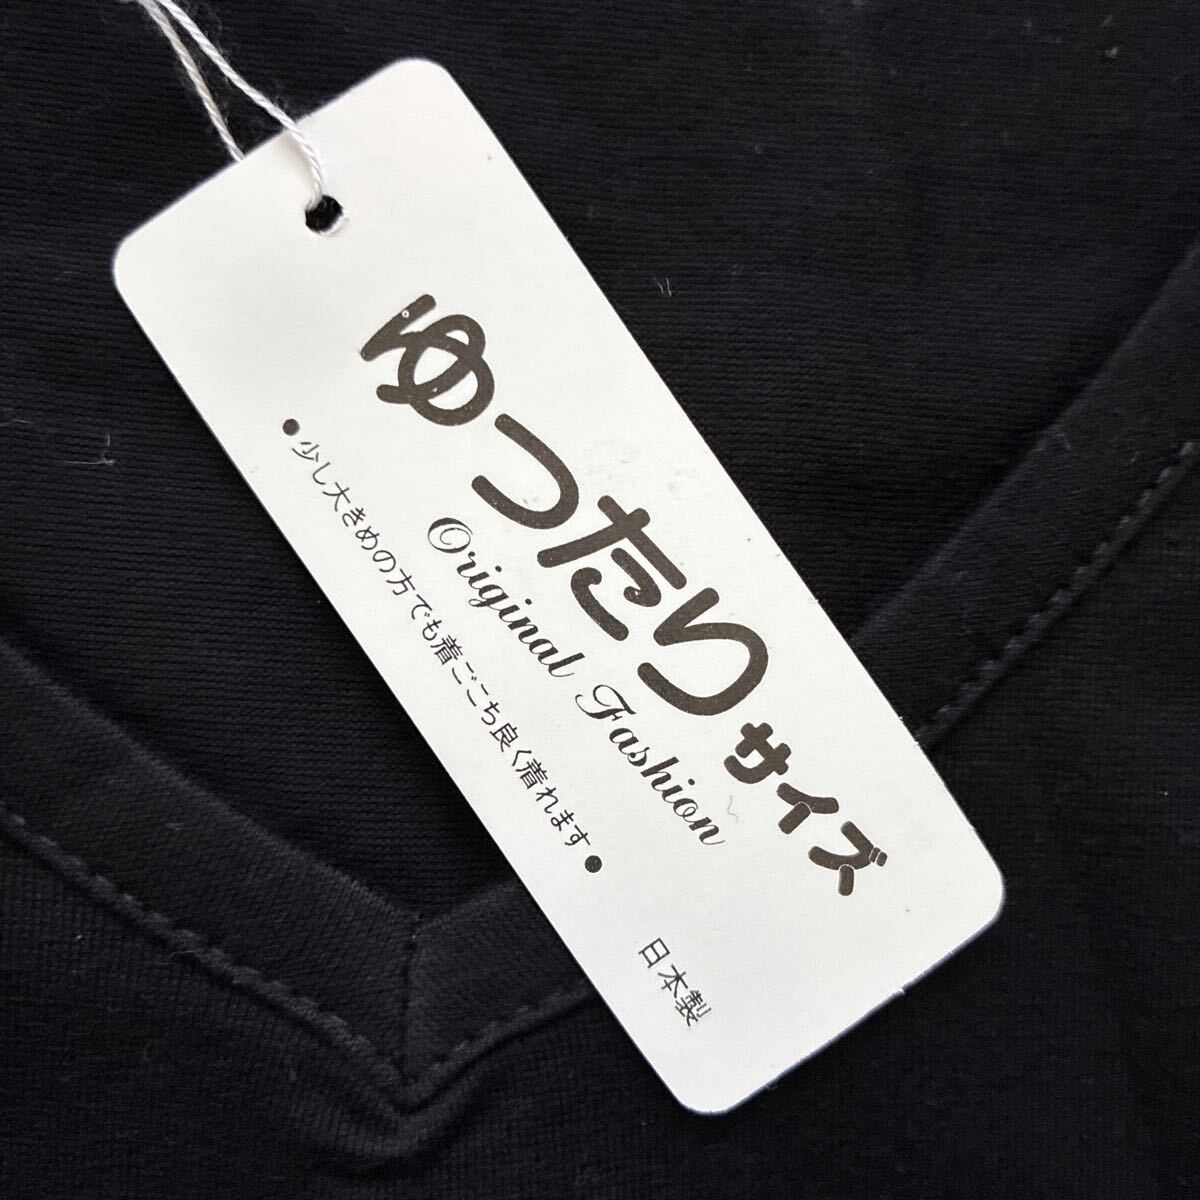 ゆったりサイズ
Original Fashion
●少し大きめの方でも着ごこち良く着れます●
日本製